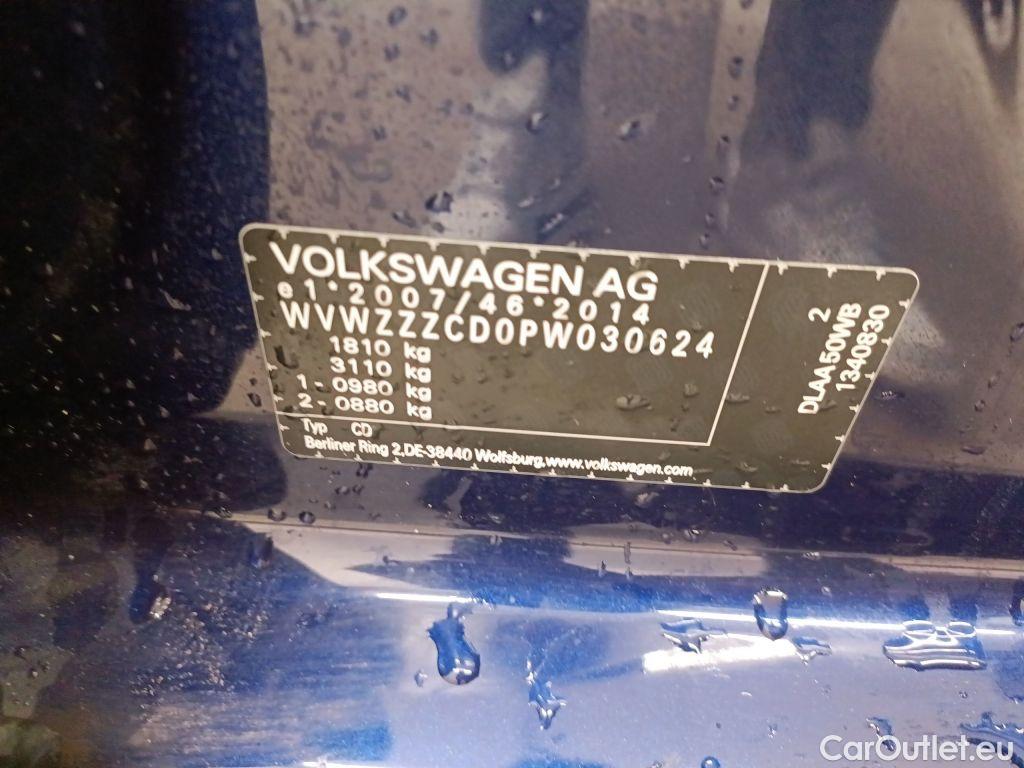 VOLKSWAGEN AG
e1*2007/46*2014
WVWZZZCD0PW030624
1810 kg
3110 kg
1-0980 kg
2-0880 kg
Typ CD
Berliner Ring 2,DE-38440 Wolfsburg,www.volkswagen.com
2
DLAA50WB
1340830
CarOutlet.eu